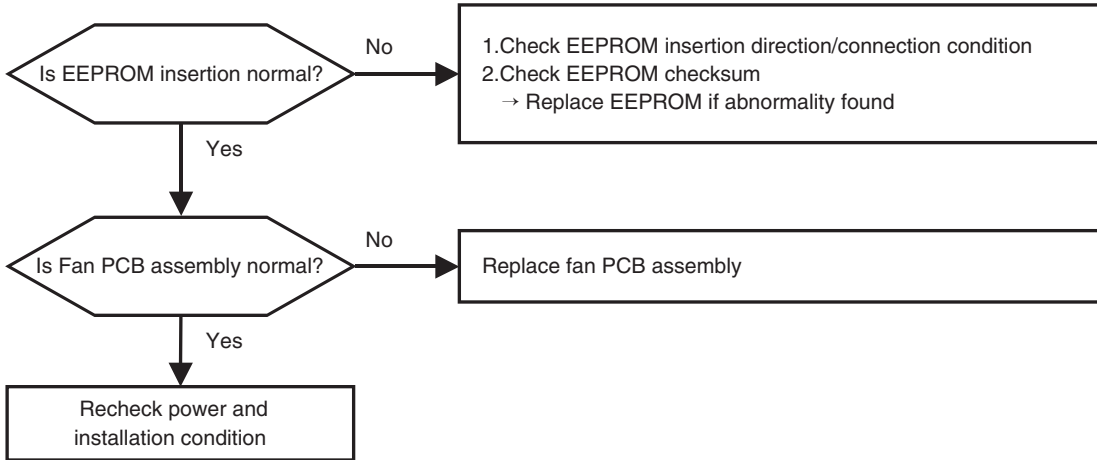 Is EEPROM insertion normal?
No
1.Check EEPROM insertion direction/connection condition
2.Check EEPROM checksum
→ Replace EEPROM if abnormality found
Yes
Is Fan PCB assembly normal?
No
Replace fan PCB assembly
Yes
Recheck power and
installation condition